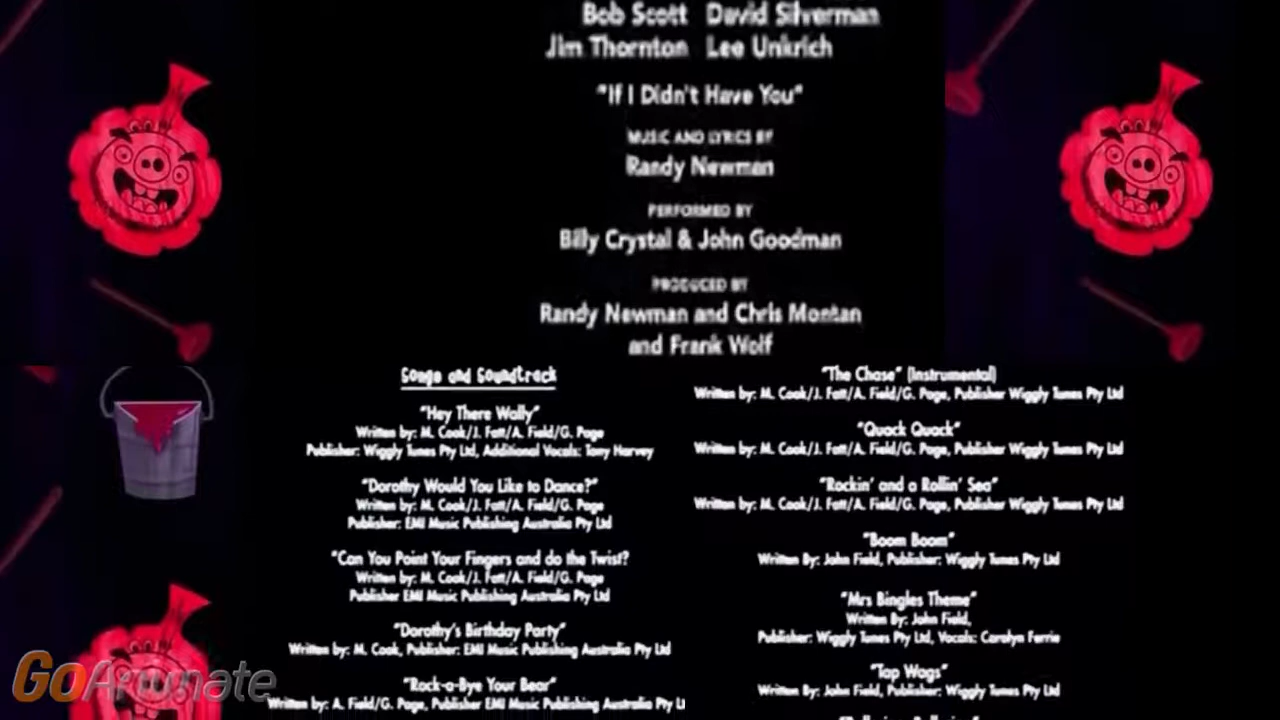 Bob Scott David Silverman
Jim Thornton Lee Unkrich
"If I Didn't Have You"
MUSIC AND LYRICS BY
Randy Newman
PERFORMED BY
Billy Crystal & John Goodman
PRODUCED BY
Randy Newman and Chris Montan
and Frank Wolf
Songs and Soundtrack
"Hey There Wally"
Written by: M. Cook/J. Fatt/A. Field/G. Page
Publisher: Wiggly Tunes Pty Ltd, Additional Vocals: Tony Harvey
"Dorothy Would You Like to Dance?"
Written by: M. Cook/J. Fatt/A. Field/G. Page
Publisher: EMI Music Publishing Australia Pty Ltd
"Can You Point Your Fingers and do the Twist?
Written by: M. Cook/J. Fatt/A. Field/G. Page
Publisher EMI Music Publishing Australia Pty Ltd
"Dorothy's Birthday Party"
Written by: M. Cook, Publisher: EMI Music Publishing Australia Pty Ltd
"Rock-a-Bye Your Bear"
Written by: A. Field/G. Page, Publisher EMI Music Publishing Australia Pty
"The Chase" (Instrumental)
Written by: M. Cook/J. Fatt/A. Field/G. Page, Publisher Wiggly Tunes Pty Ltd
"Quack Quack"
Written by: M. Cook/J. Fatt/A. Field/G. Page, Publisher Wiggly Tunes Pty Ltd
"Rockin' and a Rollin' Sea"
Written by: M. Cook/J. Fatt/A. Field/G. Page, Publisher Wiggly Tunes Pty Ltd
"Boom Boom"
Written By: John Field, Publisher: Wiggly Tunes Pty Ltd
"Mrs Bingles Theme"
Written By: John Field,
Publisher: Wiggly Tunes Pty Ltd, Vocals: Carolyn Ferrie
"Tap Wags"
Written By: John Field, Publisher: Wiggly Tunes Pty Ltd
GoAnimate